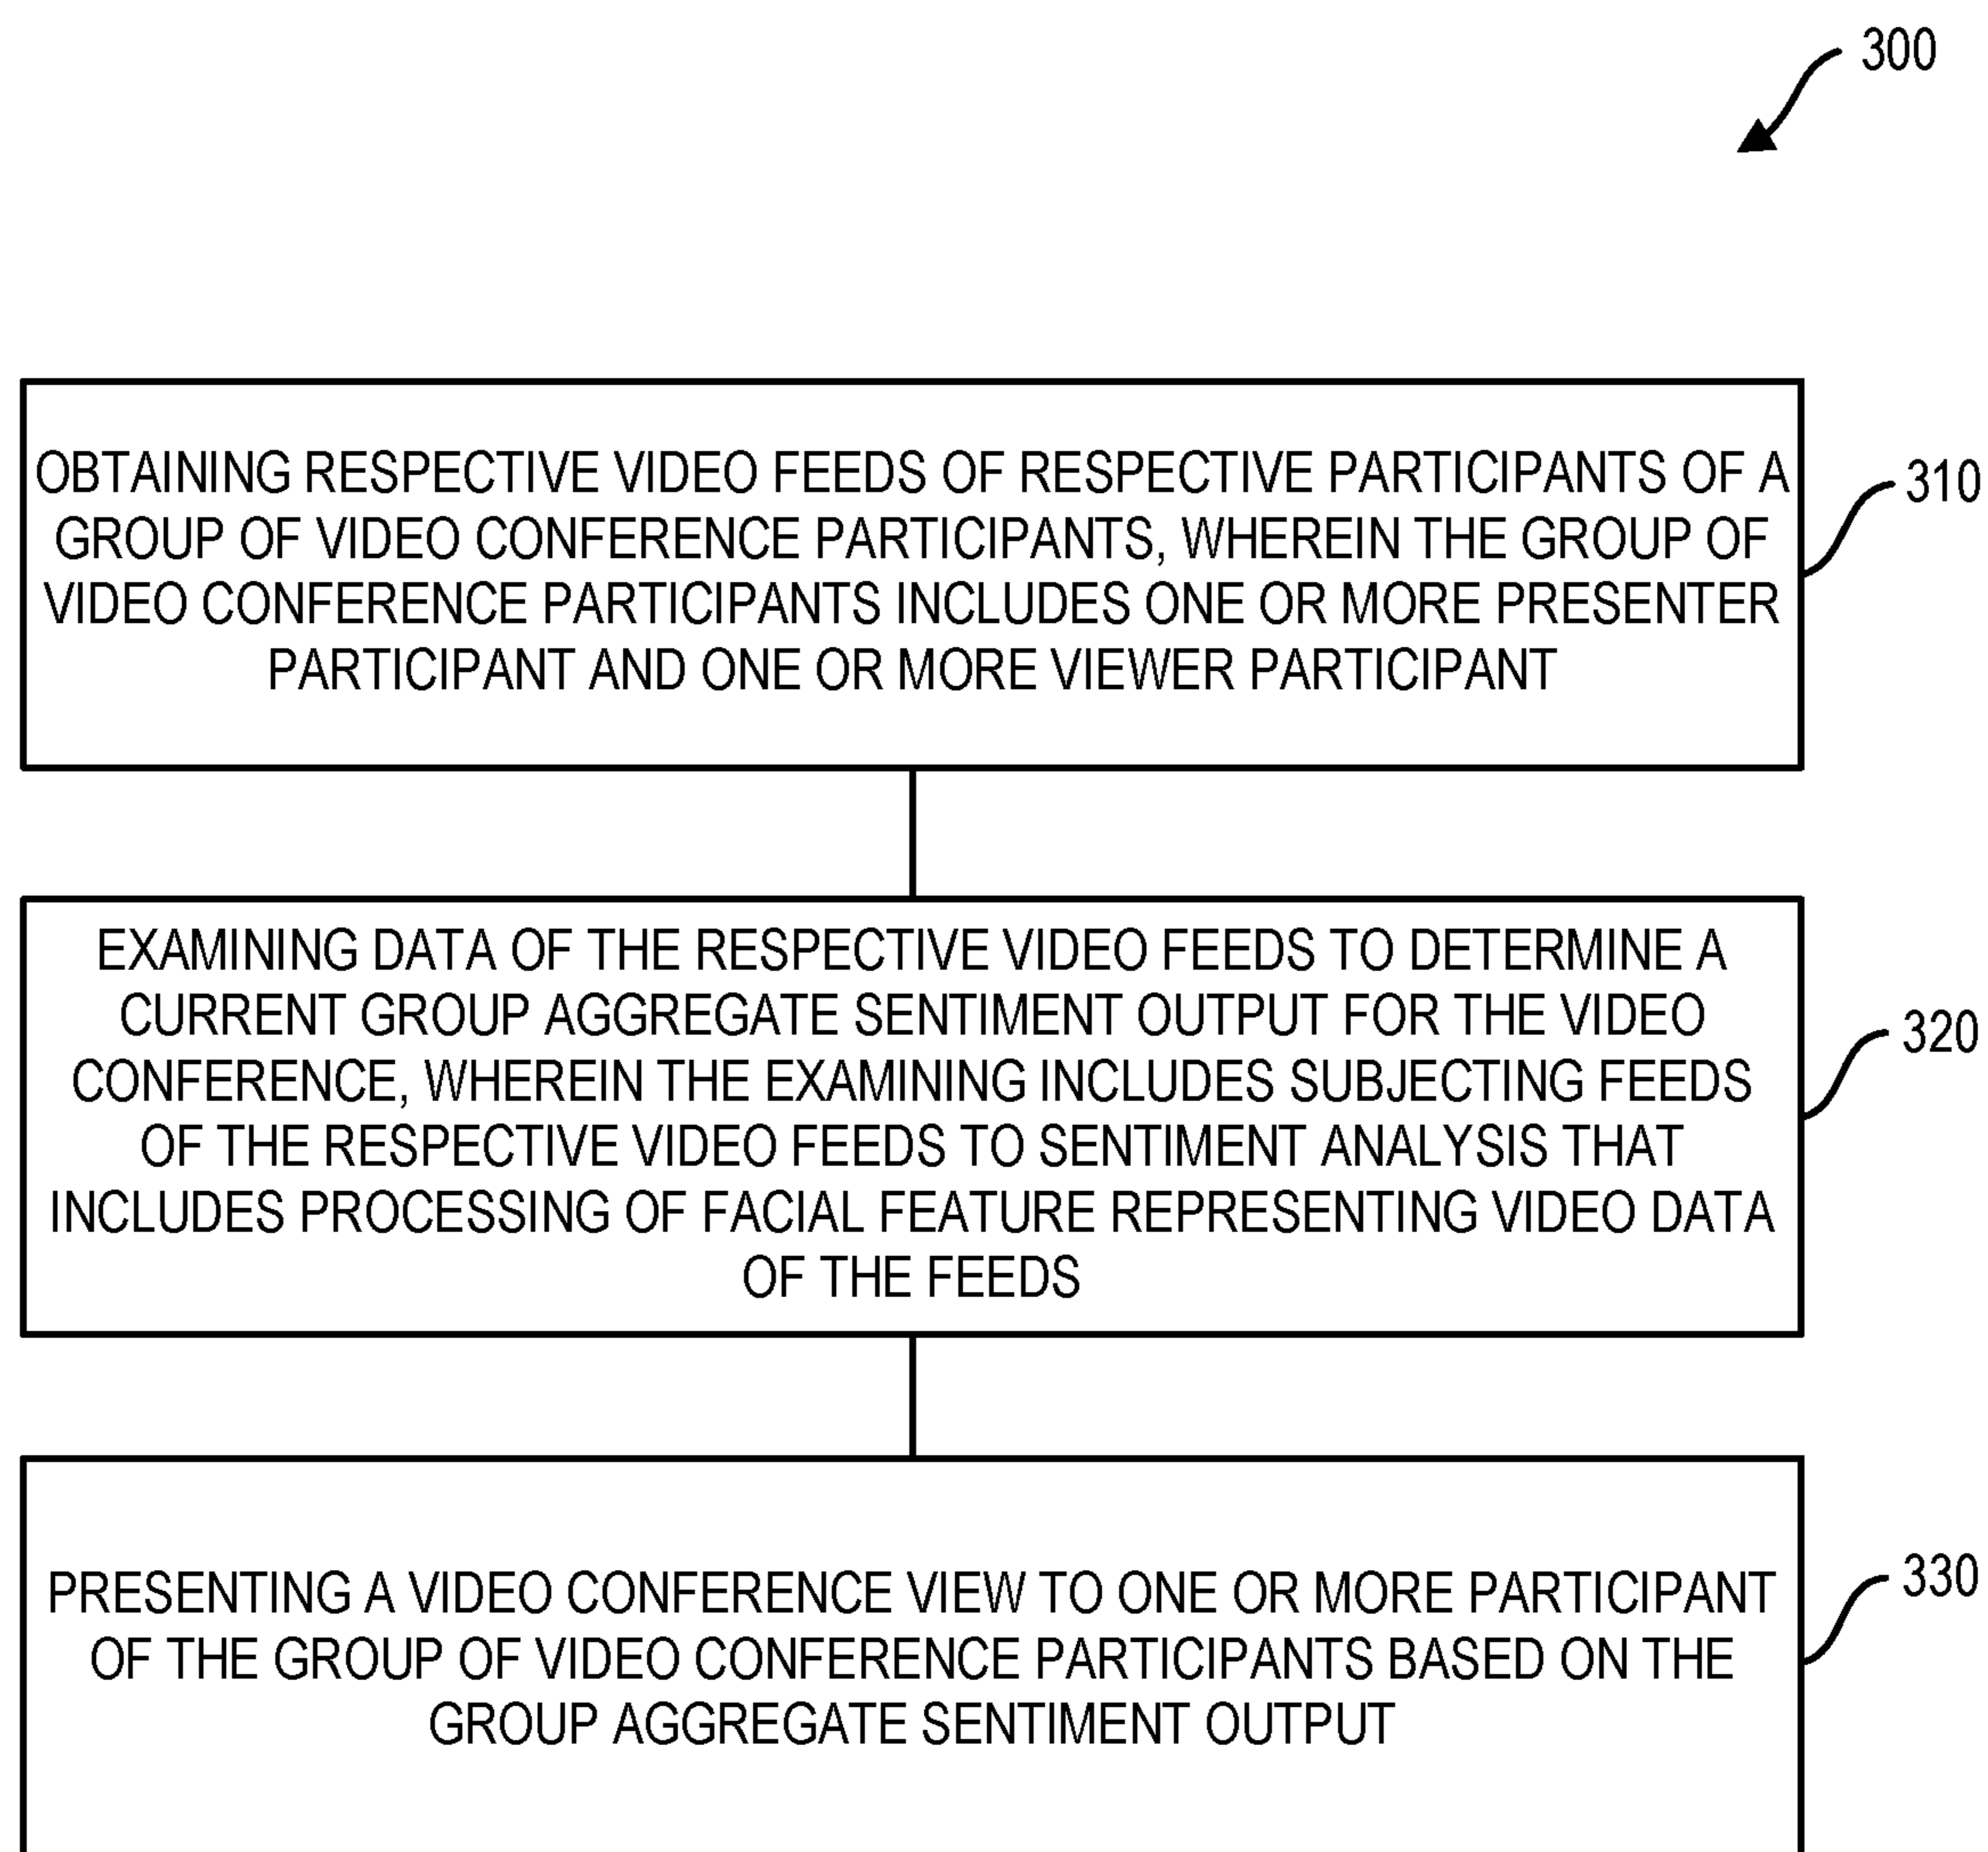 300
OBTAINING RESPECTIVE VIDEO FEEDS OF RESPECTIVE PARTICIPANTS OF A
GROUP OF VIDEO CONFERENCE PARTICIPANTS, WHEREIN THE GROUP OF
VIDEO CONFERENCE PARTICIPANTS INCLUDES ONE OR MORE PRESENTER
PARTICIPANT AND ONE OR MORE VIEWER PARTICIPANT
310
EXAMINING DATA OF THE RESPECTIVE VIDEO FEEDS TO DETERMINE A
CURRENT GROUP AGGREGATE SENTIMENT OUTPUT FOR THE VIDEO
CONFERENCE, WHEREIN THE EXAMINING INCLUDES SUBJECTING FEEDS
OF THE RESPECTIVE VIDEO FEEDS TO SENTIMENT ANALYSIS THAT
INCLUDES PROCESSING OF FACIAL FEATURE REPRESENTING VIDEO DATA
OF THE FEEDS
320
PRESENTING A VIDEO CONFERENCE VIEW TO ONE OR MORE PARTICIPANT
OF THE GROUP OF VIDEO CONFERENCE PARTICIPANTS BASED ON THE
GROUP AGGREGATE SENTIMENT OUTPUT
330